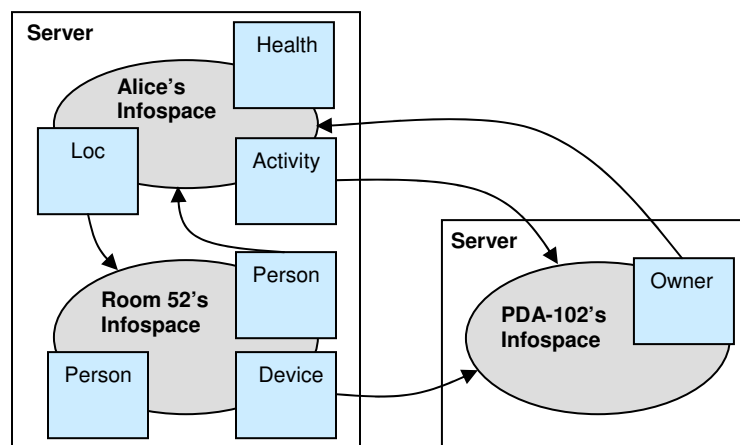 Server
Health
Alice's
Infospace
Loc
Activity
Person
Room 52's
Infospace
Person
Device
Server
Owner
PDA-102's
Infospace